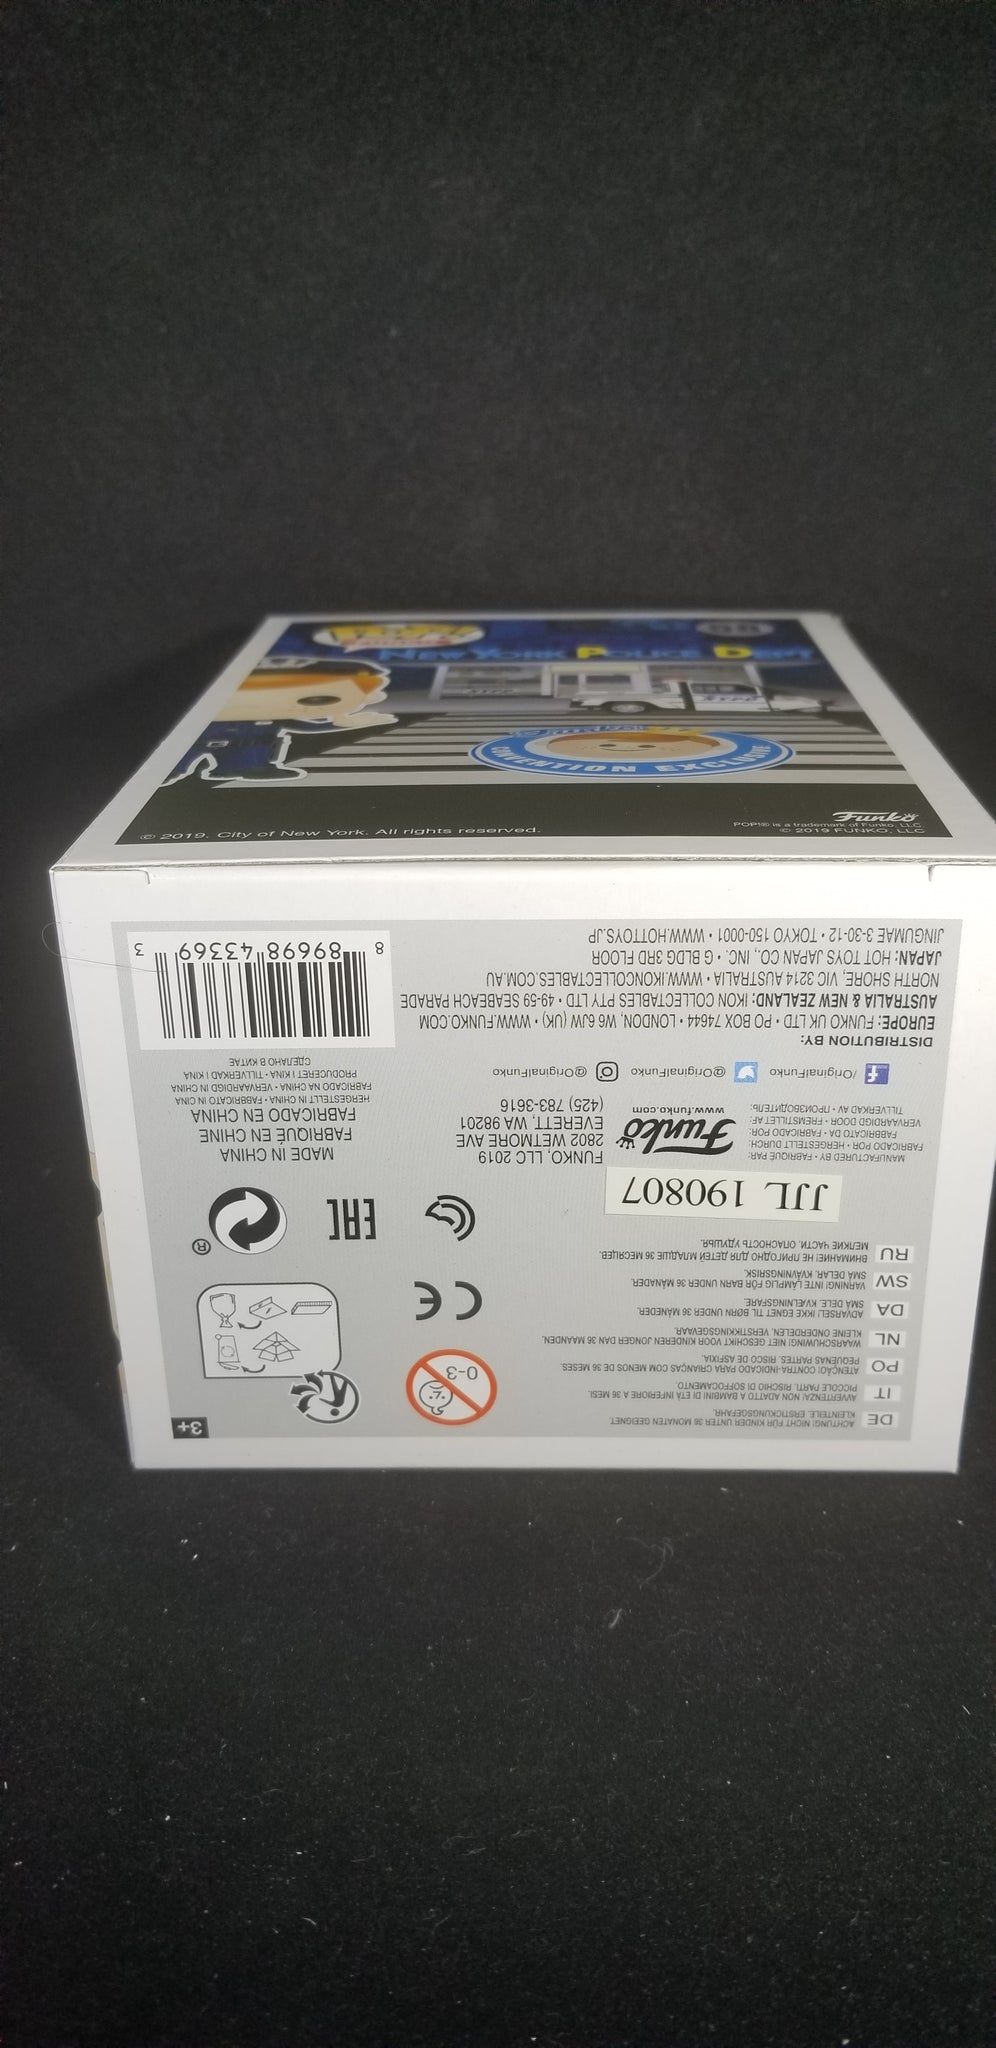 POP!
NEW YORK POLICE DEPT
CONVENTION EXCLUSIVE
© 2019. City of New York. All rights reserved.
Funko
POP!® is a trademark of Funko, LLC
© 2019 FUNKO, LLC
DE
ACHTUNG! NICHT FÜR KINDER UNTER 36 MONATEN GEEIGNET.
KLEINTEILE. ERSTICKUNGSGEFAHR.
IT
AVVERTENZA! NON ADATTO A BAMBINI DI ETÀ INFERIORE A 36 MESI.
PICCOLE PARTI. RISCHIO DI SOFFOCAMENTO.
PO
ATENÇÃO! CONTRA-INDICADO PARA CRIANÇAS COM MENOS DE 36 MESES.
PEQUENAS PARTES. RISCO DE ASFIXIA.
NL
WAARSCHUWING! NIET GESCHIKT VOOR KINDEREN JONGER DAN 36 MAANDEN.
KLEINE ONDERDELEN. VERSTIKKINGSGEVAAR.
DA
ADVARSEL! IKKE EGNET TIL BØRN UNDER 36 MÅNEDER.
SMÅ DELE. KVÆLNINGSFARE.
SW
VARNING! INTE LÄMPLIG FÖR BARN UNDER 36 MÅNADER.
SMÅ DELAR. KVÄVNINGSRISK.
RU
ВНИМАНИЕ! НЕ ПРИГОДНО ДЛЯ ДЕТЕЙ МЛАДШЕ 36 МЕСЯЦЕВ.
МЕЛКИЕ ЧАСТИ. ОПАСНОСТЬ УДУШЬЯ.
0-3
3+
CE
EAC
®
JJL 190807
MANUFACTURED BY • FABRIQUÉ PAR:
FABRICADO POR • HERGESTELLT DURCH:
FABBRICATO DA • FABRICADO POR:
VERVAARDIGD DOOR • FREMSTILLET AF:
TILLVERKAD AV • ПРОИЗВОДИТЕЛЬ:
Funko
www.funko.com
FUNKO, LLC 2019
2802 WETMORE AVE
EVERETT, WA 98201
(425) 783-3616
MADE IN CHINA
FABRIQUÉ EN CHINE
FABRICADO EN CHINA
HERGESTELLT IN CHINA • FABBRICATO IN CINA
FABRICADO NA CHINA • VERVAARDIGD IN CHINA
PRODUCERET I KINA • TILLVERKAD I KINA
СДЕЛАНО В КИТАЕ
/OriginalFunko
@OriginalFunko
@OriginalFunko
DISTRIBUTION BY:
EUROPE: FUNKO UK LTD • PO BOX 74644 • LONDON, W6 6JW (UK) • WWW.FUNKO.COM
AUSTRALIA & NEW ZEALAND: IKON COLLECTABLES PTY LTD • 49-59 SEABEACH PARADE
NORTH SHORE, VIC 3214 AUSTRALIA • WWW.IKONCOLLECTABLES.COM.AU
JAPAN: HOT TOYS JAPAN CO., INC. • G BLDG 3RD FLOOR
JINGUMAE 3-30-12 • TOKYO 150-0001 • WWW.HOTTOYS.JP
8 89698 43369 3